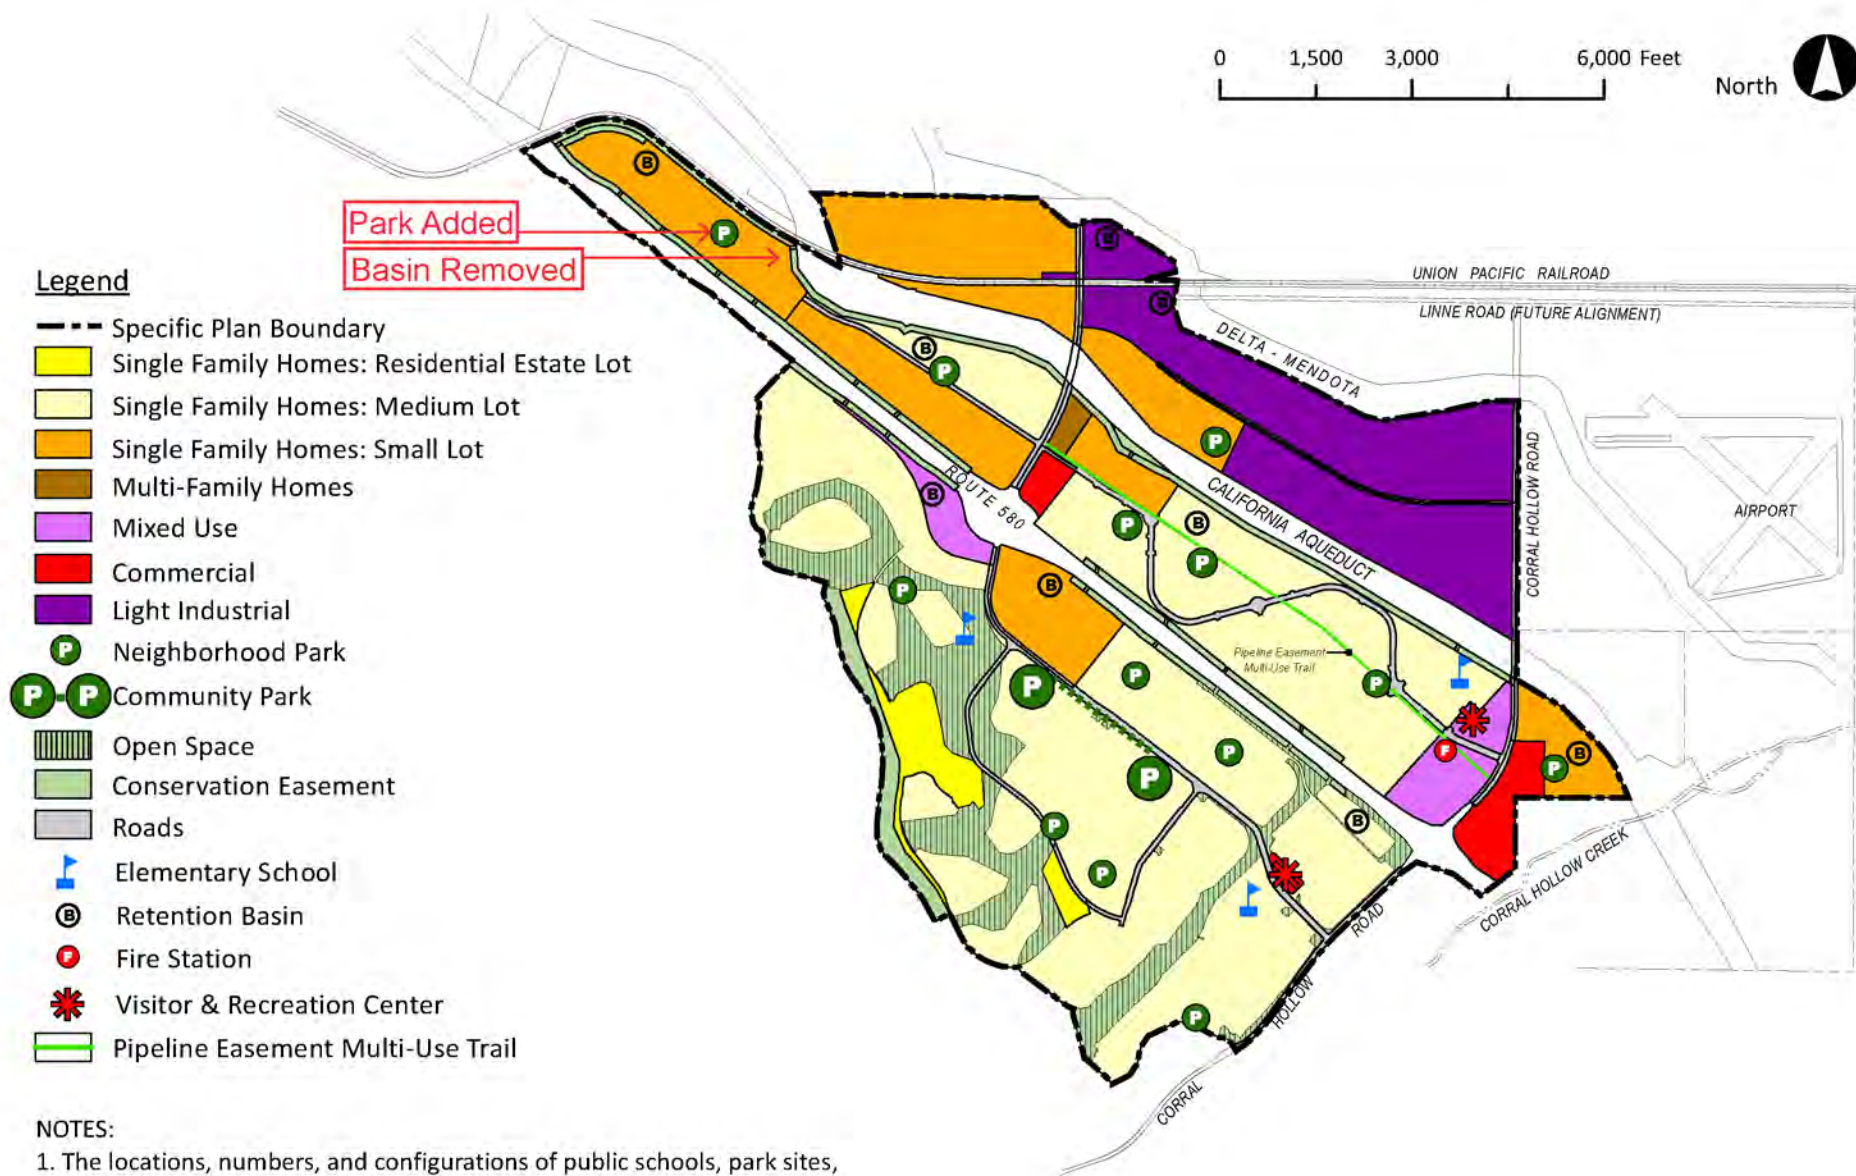 0 1,500 3,000 6,000 Feet
North
Park Added
Basin Removed
Legend
Specific Plan Boundary
Single Family Homes: Residential Estate Lot
Single Family Homes: Medium Lot
Single Family Homes: Small Lot
Multi-Family Homes
Mixed Use
Commercial
Light Industrial
P Neighborhood Park
P-P Community Park
Open Space
Conservation Easement
Roads
Elementary School
B Retention Basin
F Fire Station
Visitor & Recreation Center
Pipeline Easement Multi-Use Trail
NOTES:
1. The locations, numbers, and configurations of public schools, park sites,
UNION PACIFIC RAILROAD
LINNE ROAD (FUTURE ALIGNMENT)
DELTA - MENDOTA
CORRAL HOLLOW ROAD
AIRPORT
CALIFORNIA AQUEDUCT
ROUTE 580
Pipeline Easement
Multi-Use Trail
CORRAL HOLLOW CREEK
CORRAL HOLLOW ROAD
B
P
B
B
B
P
P
B
P
B
P
B
P
P
P
P
P
F
B
P
P
P
B
P
P
P